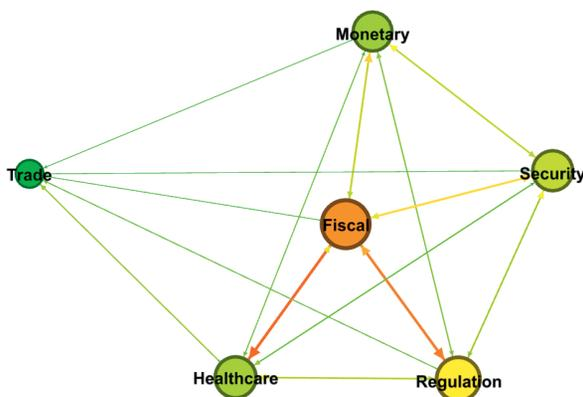 Monetary
Trade
Security
Fiscal
Healthcare
Regulation